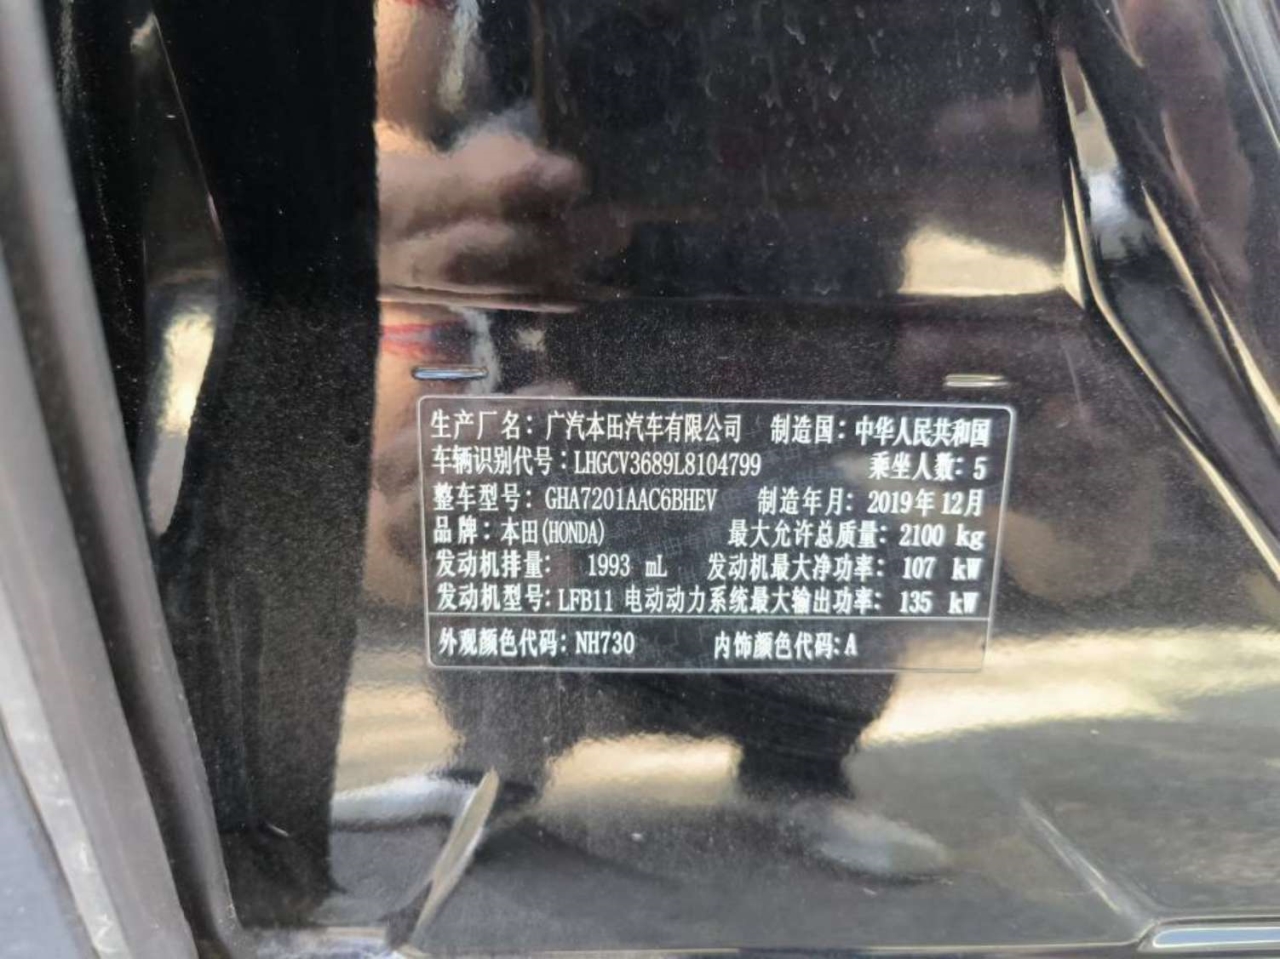 生产厂名：广汽本田汽车有限公司 制造国：中华人民共和国
车辆识别代号：LHGCV3689L8104799 乘坐人数：5
整车型号：GHA7201AAC6BHEV 制造年月：2019年12月
品牌：本田(HONDA) 最大允许总质量：2100 kg
发动机排量： 1993 mL 发动机最大净功率：107 kW
发动机型号：LFB11 电动动力系统最大输出功率：135 kW
外观颜色代码：NH730 内饰颜色代码：A